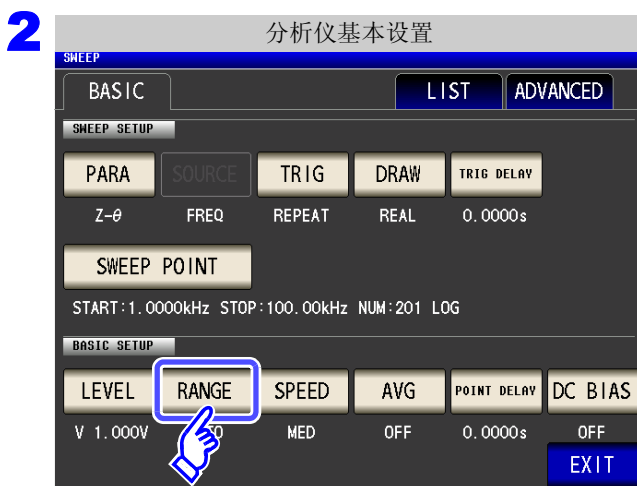 2
分析仪基本设置
SWEEP
BASIC LIST ADVANCED
SWEEP SETUP
PARA SOURCE TRIG DRAW TRIG DELAY
Z-θ FREQ REPEAT REAL 0.0000s
SWEEP POINT
START:1.0000kHz STOP:100.00kHz NUM:201 LOG
BASIC SETUP
LEVEL RANGE SPEED AVG POINT DELAY DC BIAS
V 1.000V MED OFF 0.0000s OFF
EXIT